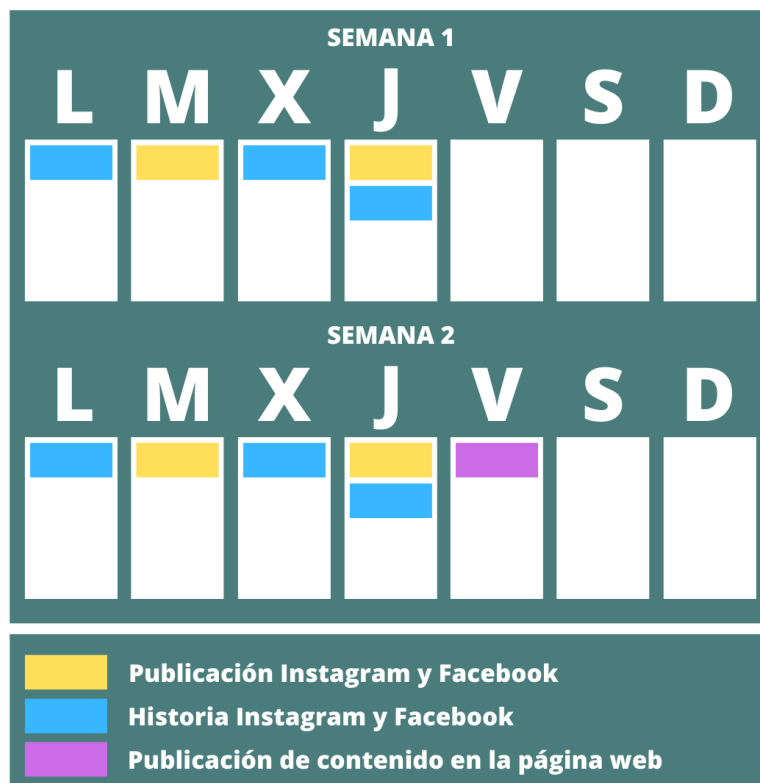 SEMANA 1
L M X J V S D
SEMANA 2
L M X J V S D
Publicación Instagram y Facebook
Historia Instagram y Facebook
Publicación de contenido en la página web